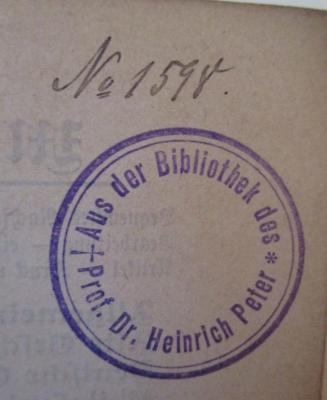 No 1598.
Aus der Bibliothek des * † Prof Dr. Heinrich Peter